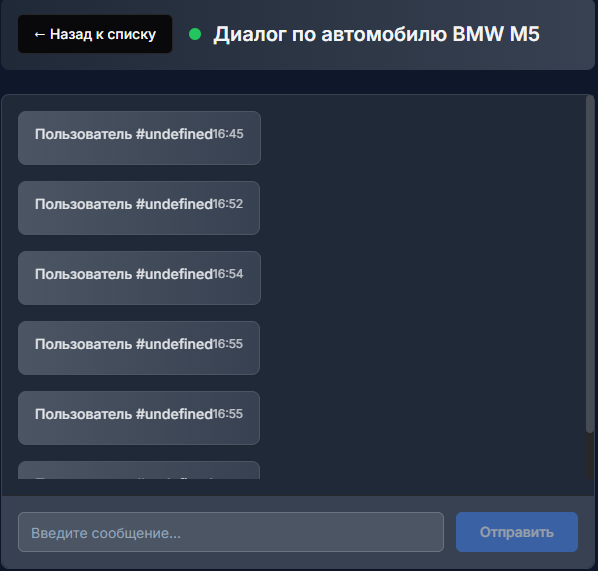 ← Назад к списку
Диалог по автомобилю BMW M5
Пользователь #undefined16:45
Пользователь #undefined16:52
Пользователь #undefined16:54
Пользователь #undefined16:55
Пользователь #undefined16:55
Введите сообщение...
Отправить